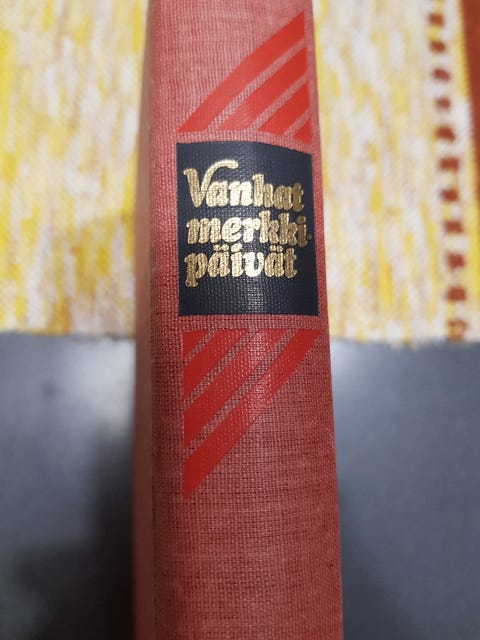 Vanhat
merkki-
päivät